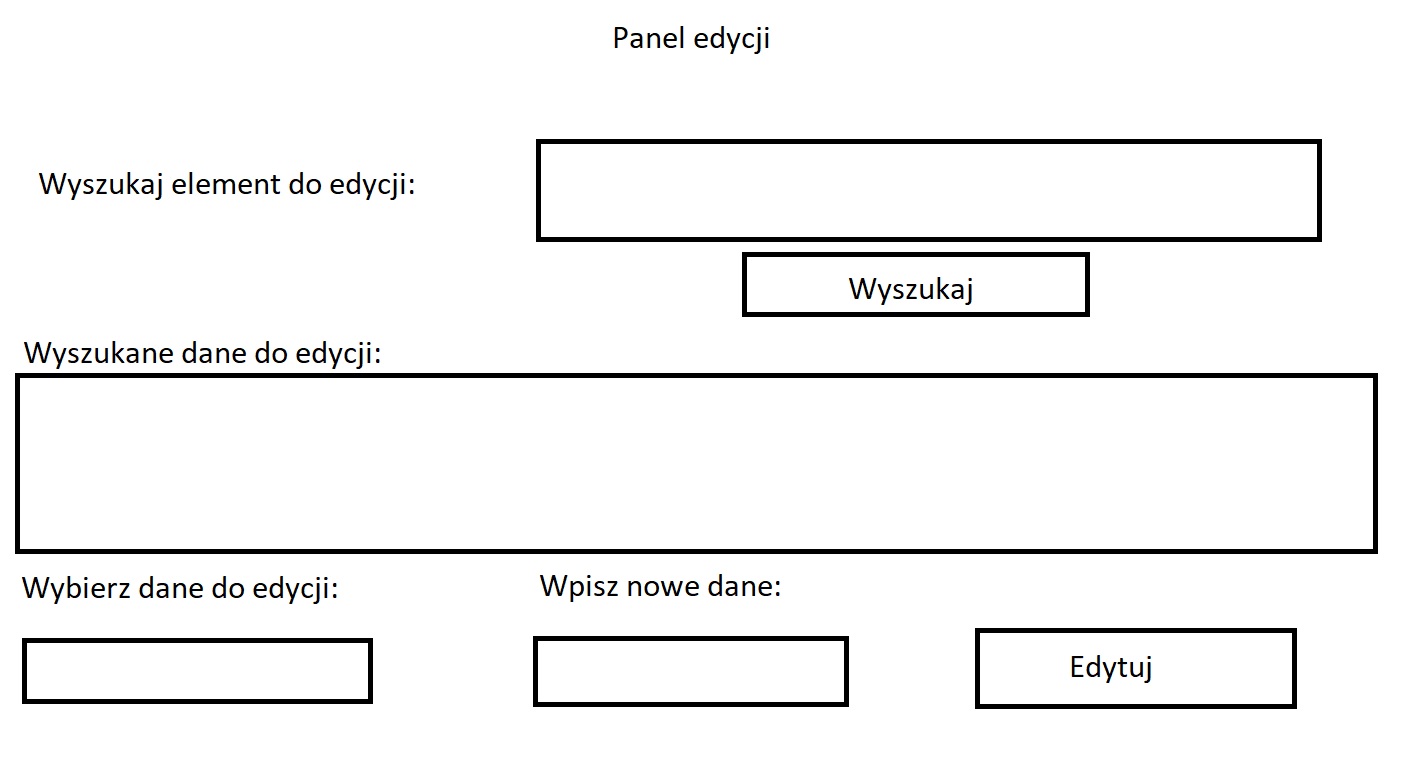 Panel edycji
Wyszukaj element do edycji:
Wyszukaj
Wyszukane dane do edycji:
Wybierz dane do edycji:
Wpisz nowe dane:
Edytuj